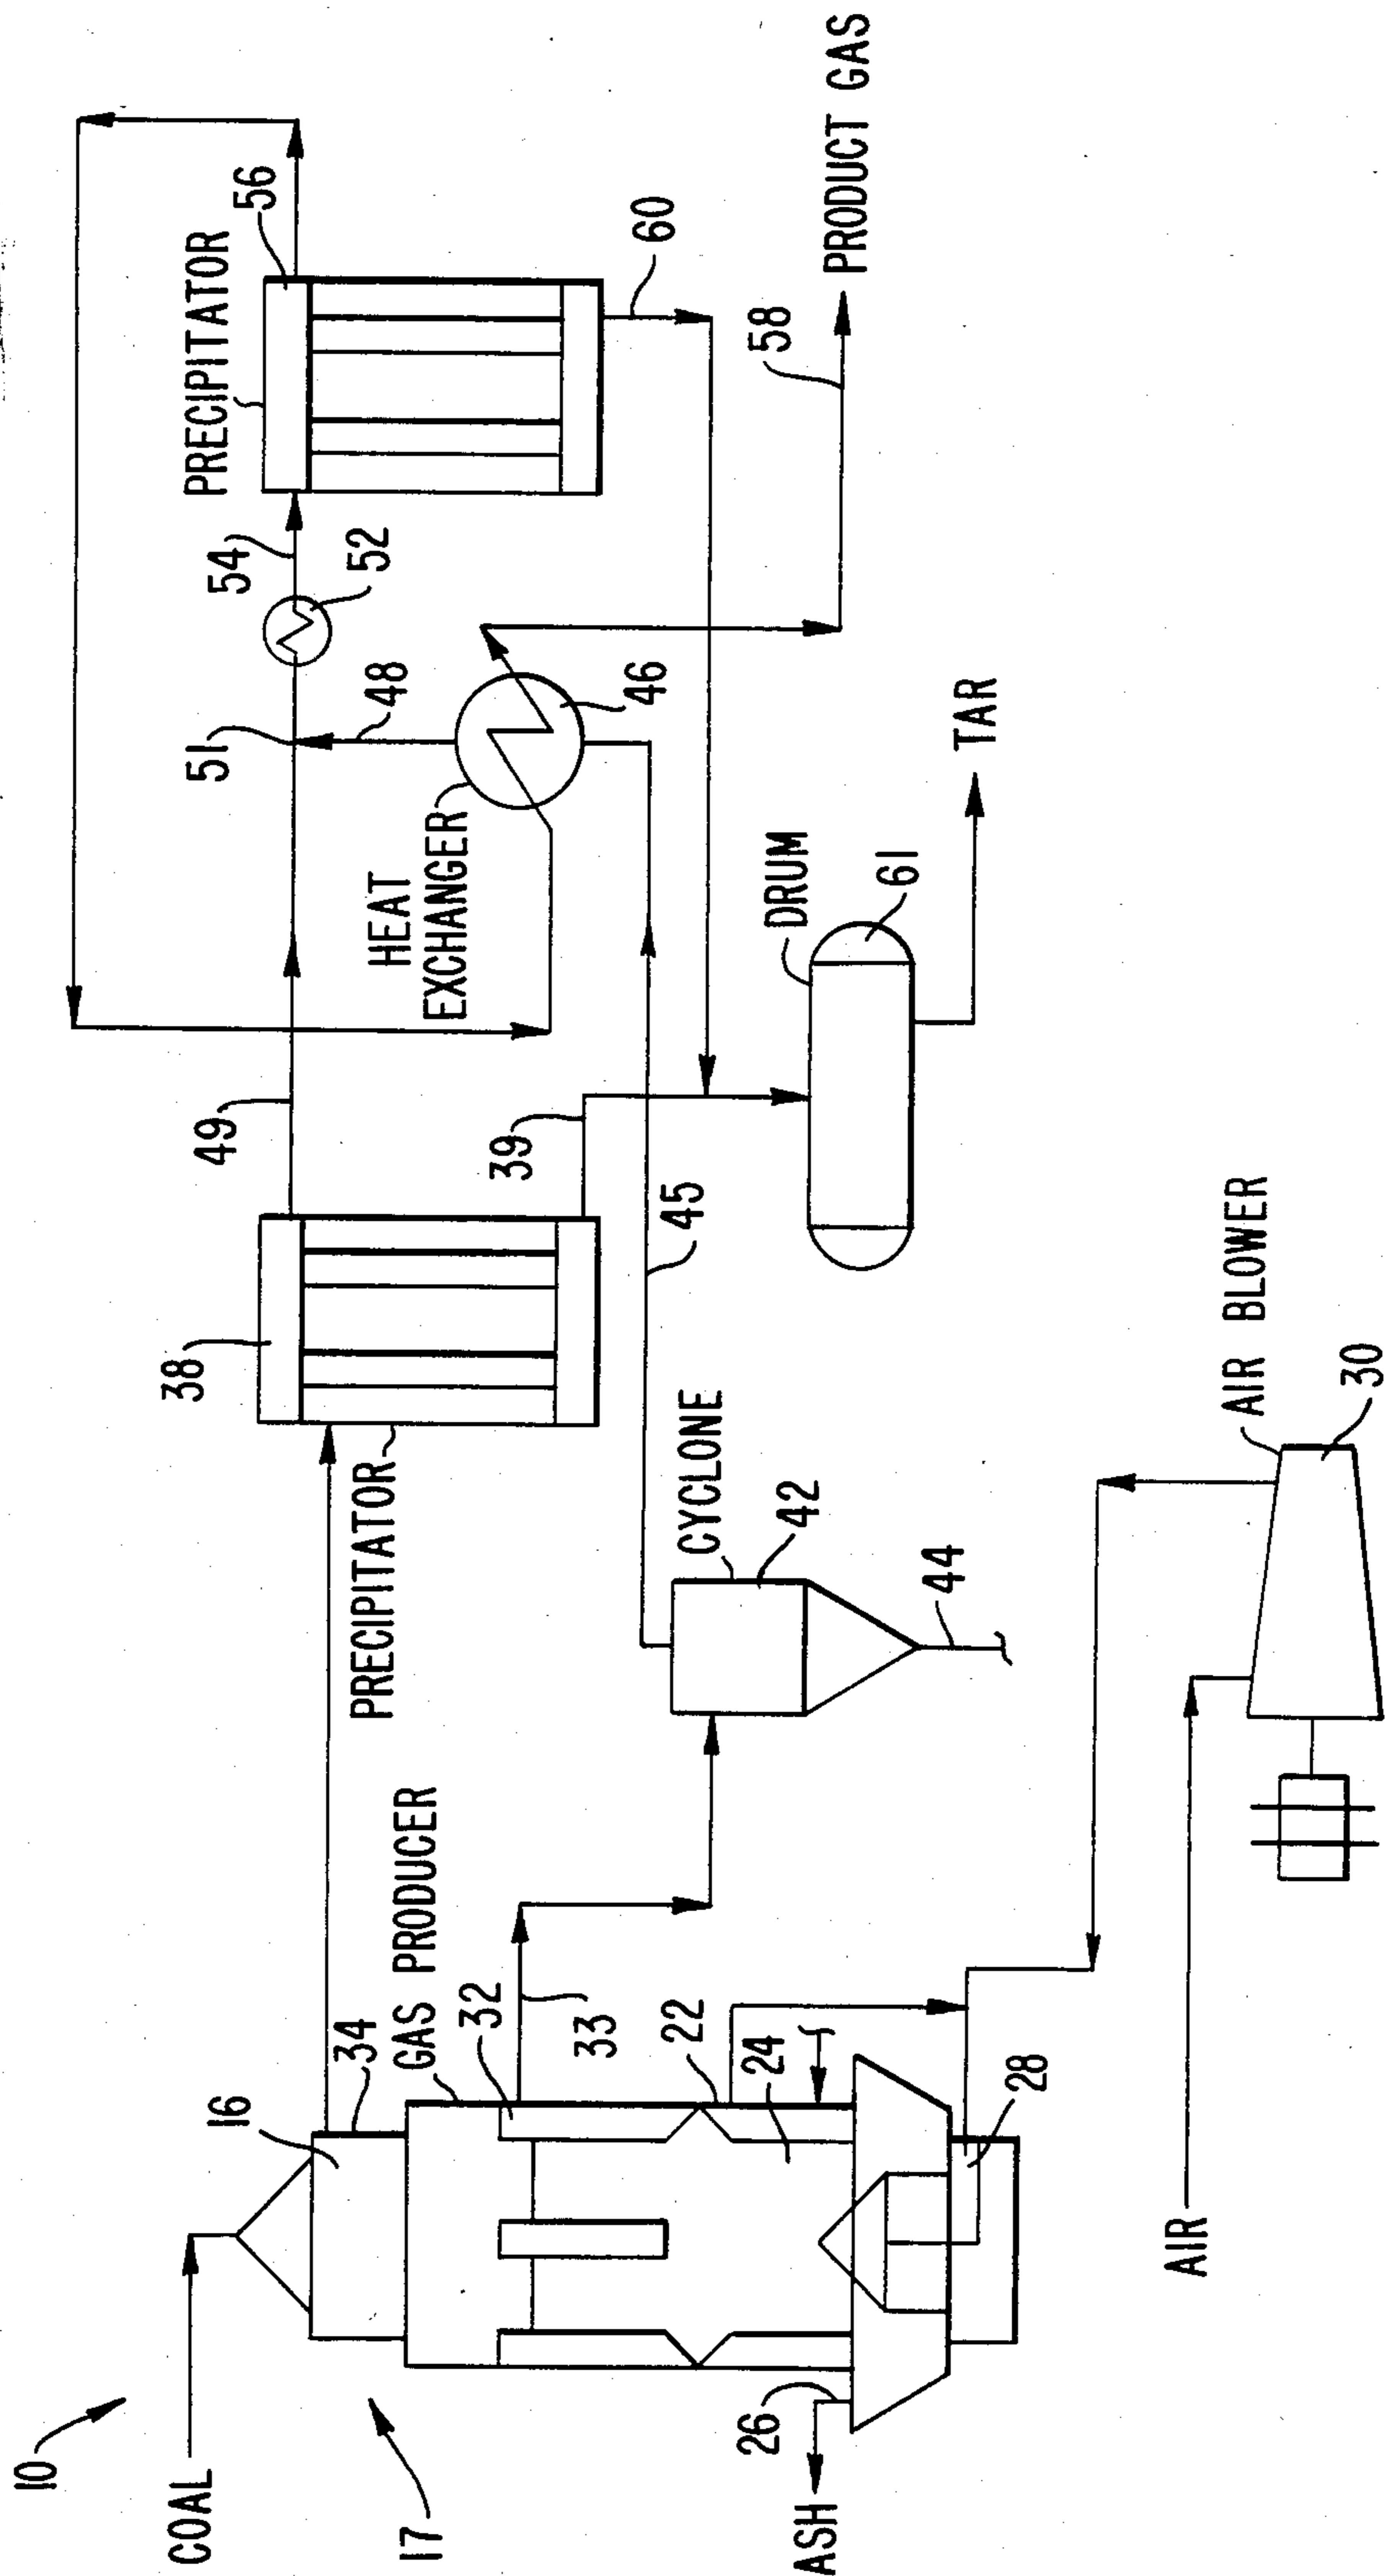 10
COAL
17
16
34
GAS PRODUCER
32
33
22
24
26
ASH
28
38
PRECIPITATOR
49
39
45
CYCLONE
42
44
AIR
AIR BLOWER
30
HEAT
EXCHANGER
46
48
51
52
54
PRECIPITATOR
56
60
58
PRODUCT GAS
DRUM
61
TAR